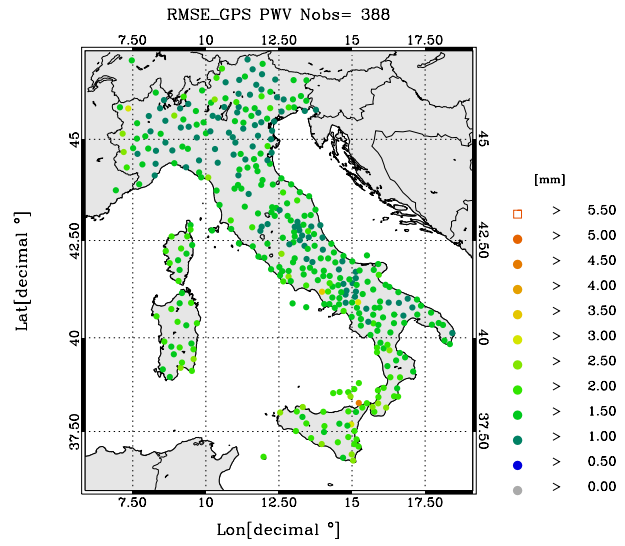 RMSE_GPS PWV Nobs= 388
7.50 10 12.50 15 17.50
45 45
42.50 42.50
40 40
37.50 37.50
7.50 10 12.50 15 17.50
Lat[decimal °]
Lon[decimal °]
[mm]
> 5.50
> 5.00
> 4.50
> 4.00
> 3.50
> 3.00
> 2.50
> 2.00
> 1.50
> 1.00
> 0.50
> 0.00